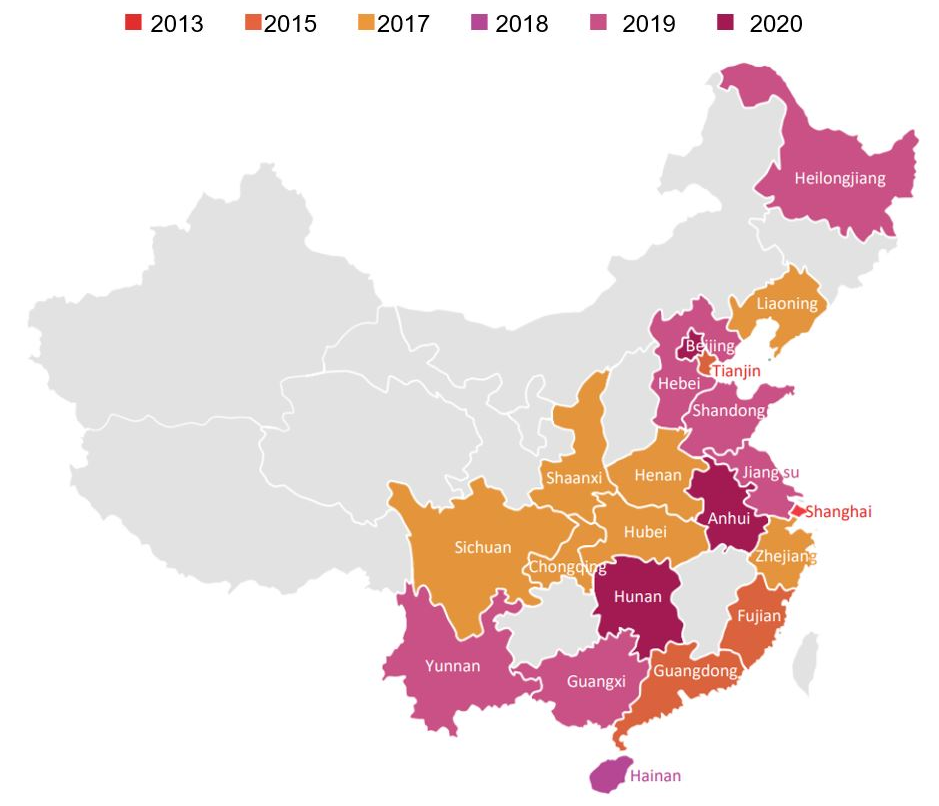 2013 2015 2017 2018 2019 2020
Heilongjiang
Liaoning
Beijing
Tianjin
Hebei
Shandong
Jiang su
Shaanxi
Henan
Shanghai
Anhui
Hubei
Sichuan
Zhejiang
Chongqing
Hunan
Fujian
Yunnan
Guangdong
Guangxi
Hainan